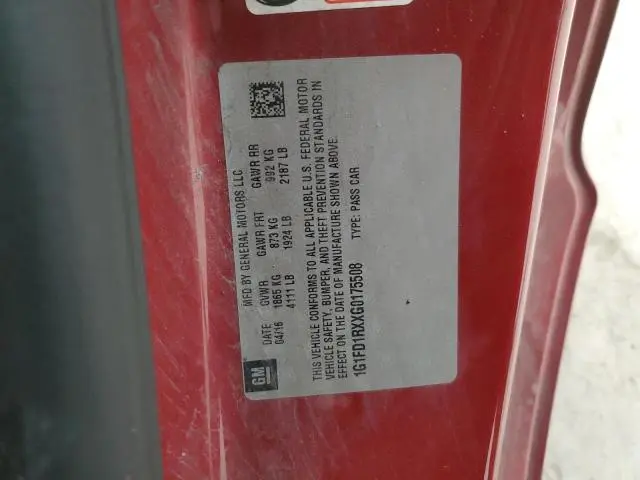 GM
MFD BY GENERAL MOTORS LLC
DATE GVWR GAWR FRT GAWR RR
04/16 1865 KG 873 KG 992 KG
4111 LB 1924 LB 2187 LB
THIS VEHICLE CONFORMS TO ALL APPLICABLE U.S. FEDERAL MOTOR
VEHICLE SAFETY, BUMPER, AND THEFT PREVENTION STANDARDS IN
EFFECT ON THE DATE OF MANUFACTURE SHOWN ABOVE.
1G1FD1RXXG0175508 TYPE: PASS CAR